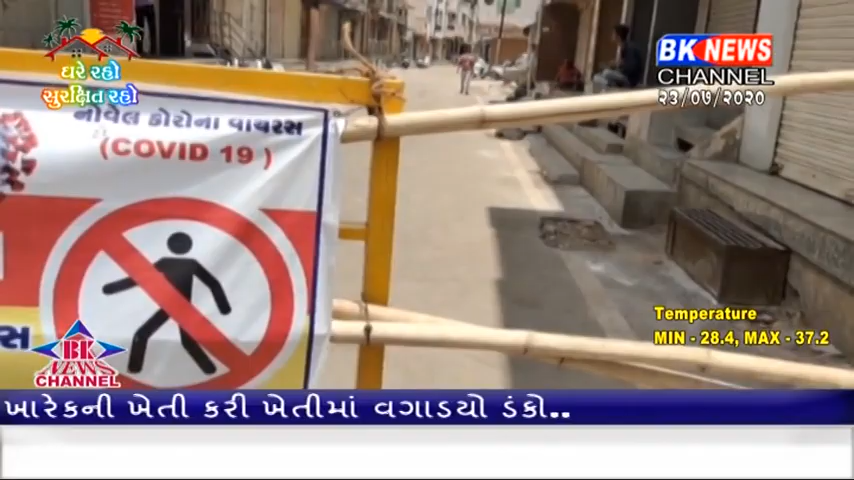 ઘરે રહો
સુરક્ષિત રહો
BK NEWS
CHANNEL
૨૩/૦૭/૨૦૨૦
નોવેલ કોરોના વાયરસ
(COVID 19)
Temperature
MIN - 28.4, MAX - 37.2
BK
NEWS
CHANNEL
ખારેકની ખેતી કરી ખેતીમાં વગાડયો ડંકો..